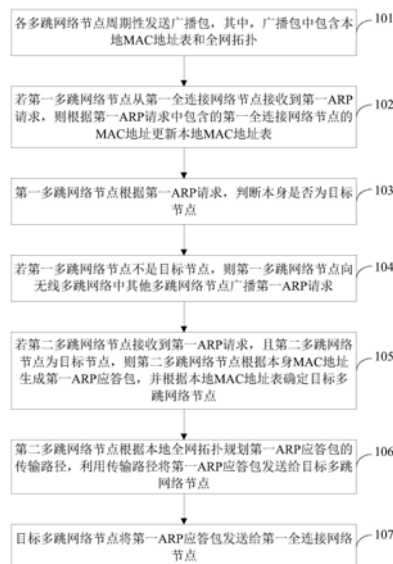 各多跳网络节点周期性发送广播包，其中，广播包中包含本
地MAC地址表和全网拓扑
101
若第一多跳网络节点从第一全连接网络节点接收到第一ARP
请求，则根据第一ARP请求中包含的第一全连接网络节点的
MAC地址更新本地MAC地址表
102
第一多跳网络节点根据第一ARP请求，判断本身是否为目标
节点
103
若第一多跳网络节点不是目标节点，则第一多跳网络节点向
无线多跳网络中其他多跳网络节点广播第一ARP请求
104
若第二多跳网络节点接收到第一ARP请求，且第二多跳网络
节点为目标节点，则第二多跳网络节点根据本身MAC地址
生成第一ARP应答包，并根据本地MAC地址表确定目标多
跳网络节点
105
第二多跳网络节点根据本地全网拓扑规划第一ARP应答包的
传输路径，利用传输路径将第一ARP应答包发送给目标多跳
网络节点
106
目标多跳网络节点将第一ARP应答包发送给第一全连接网络
节点
107